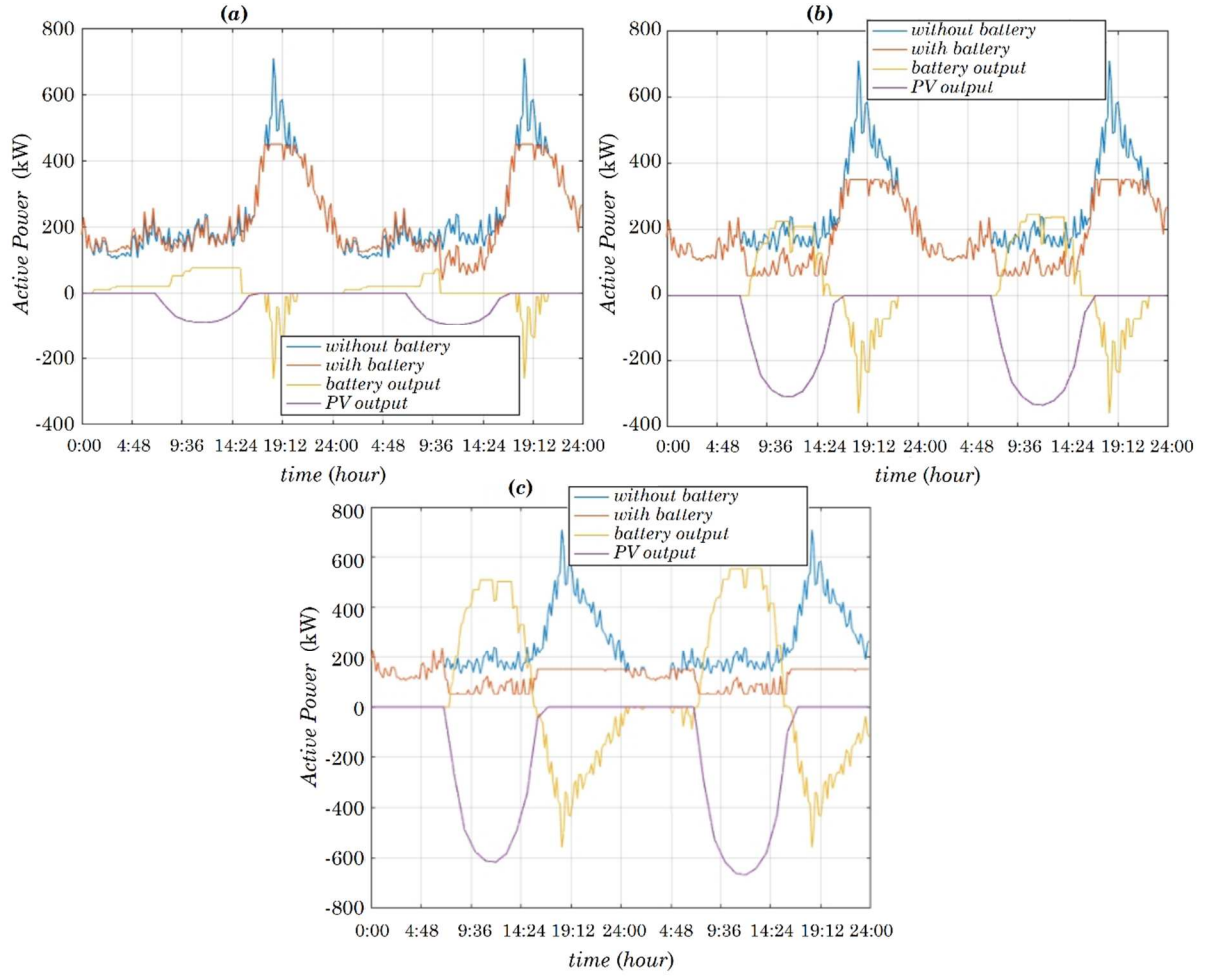 (a)
800
600
400
200
0
-200
-400
Active Power (kW)
without battery
with battery
battery output
PV output
0:00 4:48 9:36 14:24 19:12 24:00 4:48 9:36 14:24 19:12 24:00
time (hour)
(b)
800
600
400
200
0
-200
-400
Active Power (kW)
without battery
with battery
battery output
PV output
0:00 4:48 9:36 14:24 19:12 24:00 4:48 9:36 14:24 19:12 24:00
time (hour)
(c)
800
600
400
200
0
-200
-400
-600
-800
Active Power (kW)
without battery
with battery
battery output
PV output
0:00 4:48 9:36 14:24 19:12 24:00 4:48 9:36 14:24 19:12 24:00
time (hour)